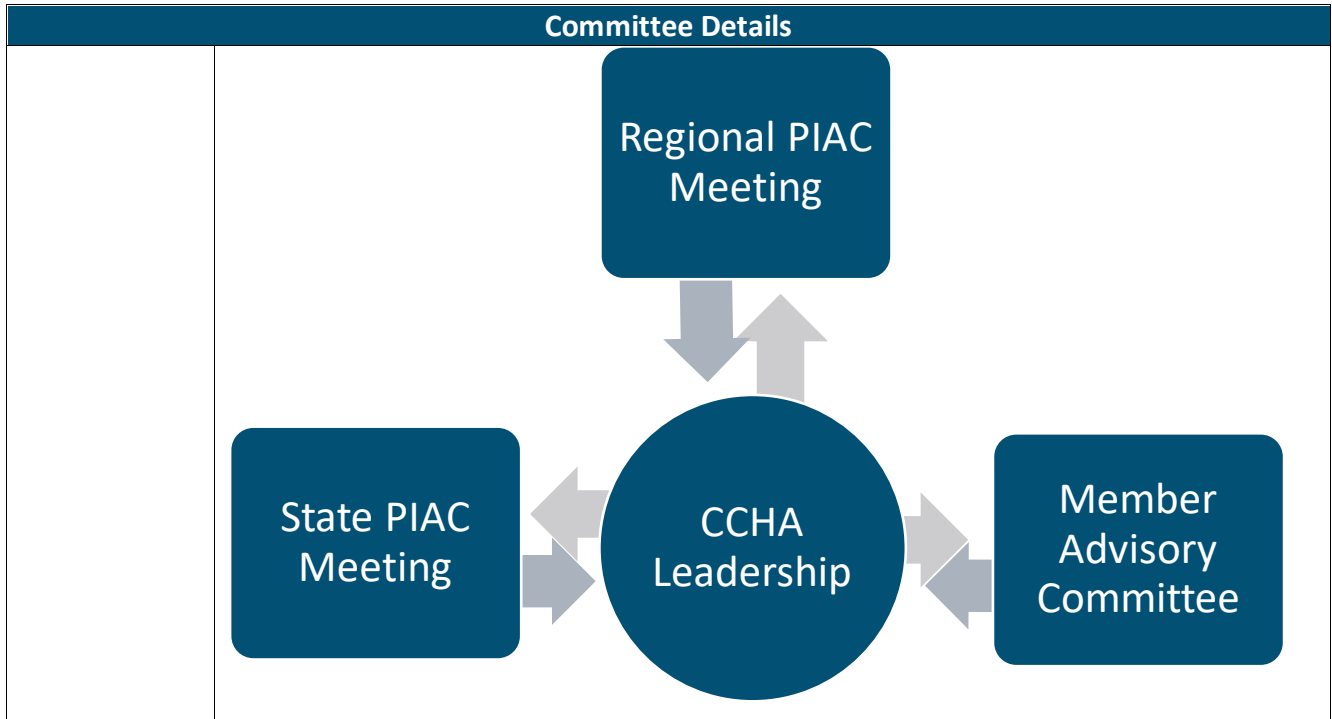 Committee Details
Regional PIAC
Meeting
State PIAC
Meeting
CCHA
Leadership
Member
Advisory
Committee